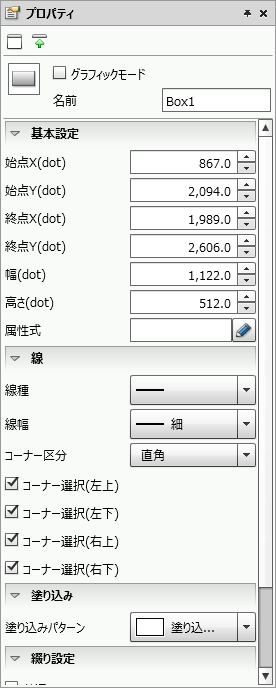 プロパティ
グラフィックモード
名前 Box1
基本設定
始点X(dot) 867.0
始点Y(dot) 2,094.0
終点X(dot) 1,989.0
終点Y(dot) 2,606.0
幅(dot) 1,122.0
高さ(dot) 512.0
属性式
線
線種
線幅 細
コーナー区分 直角
コーナー選択(左上)
コーナー選択(左下)
コーナー選択(右上)
コーナー選択(右下)
塗り込み
塗り込みパターン 塗り込...
綴り設定